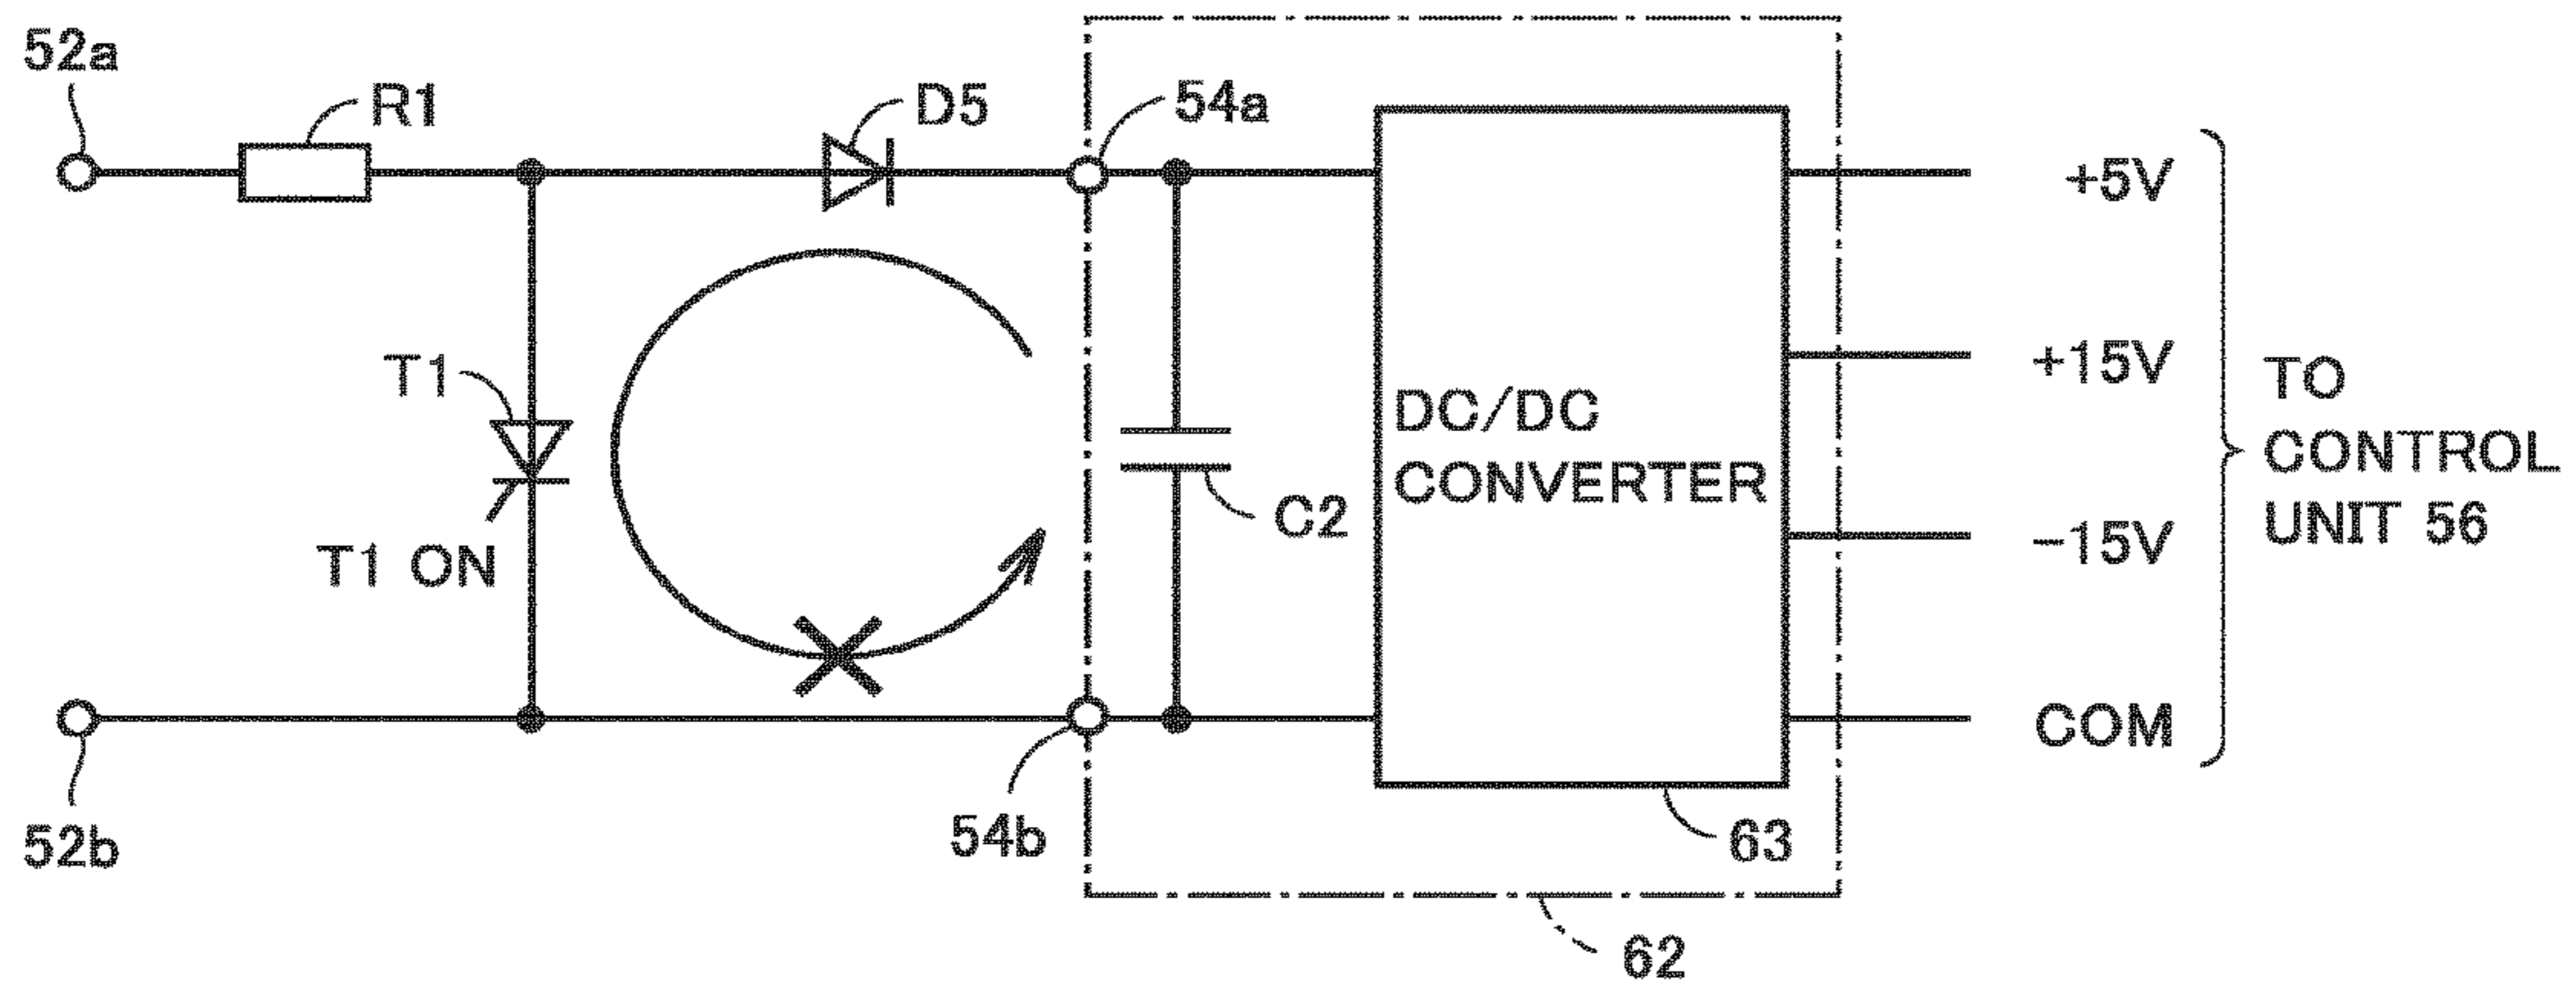 52a
R1
D5
54a
+5V
+15V
T1
DC/DC
CONVERTER
TO
CONTROL
UNIT 56
C2
T1 ON
-15V
COM
52b
54b
63
62